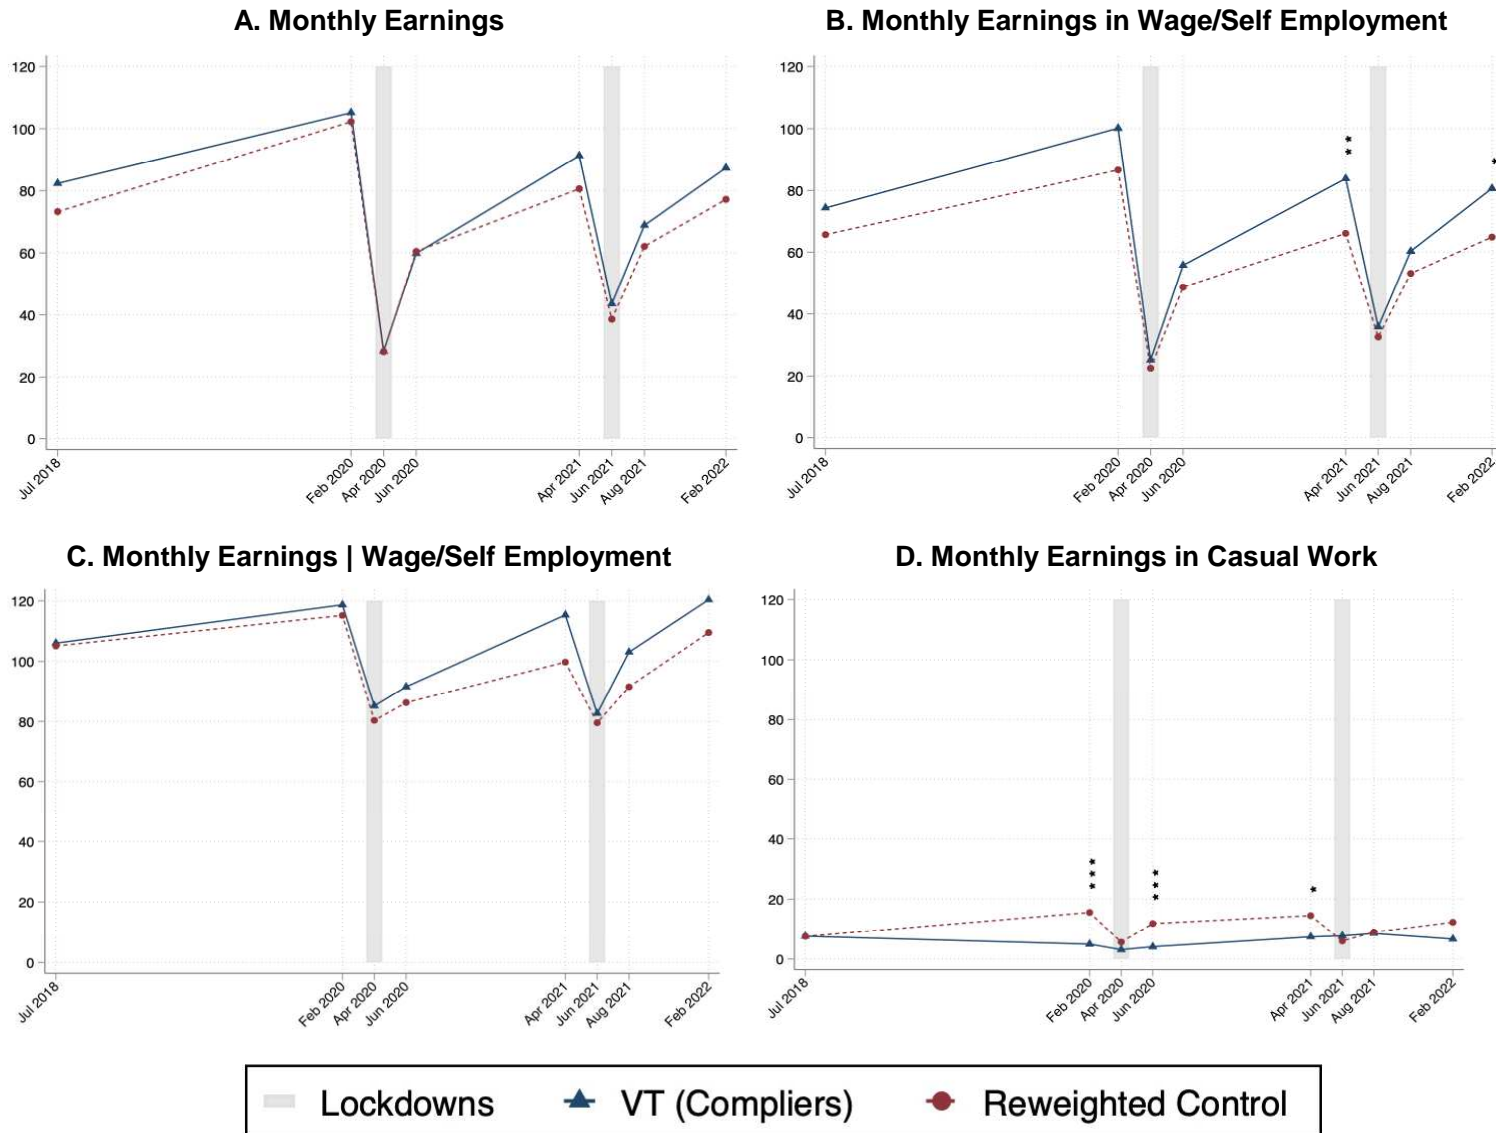 A. Monthly Earnings
120
100
80
60
40
20
0
Jul 2018
Feb 2020
Apr 2020
Jun 2020
Apr 2021
Jun 2021
Aug 2021
Feb 2022
B. Monthly Earnings in Wage/Self Employment
120
100
80
60
40
20
0
**
*
Jul 2018
Feb 2020
Apr 2020
Jun 2020
Apr 2021
Jun 2021
Aug 2021
Feb 2022
C. Monthly Earnings | Wage/Self Employment
120
100
80
60
40
20
0
Jul 2018
Feb 2020
Apr 2020
Jun 2020
Apr 2021
Jun 2021
Aug 2021
Feb 2022
D. Monthly Earnings in Casual Work
120
100
80
60
40
20
0
***
***
*
Jul 2018
Feb 2020
Apr 2020
Jun 2020
Apr 2021
Jun 2021
Aug 2021
Feb 2022
Lockdowns VT (Compliers) Reweighted Control